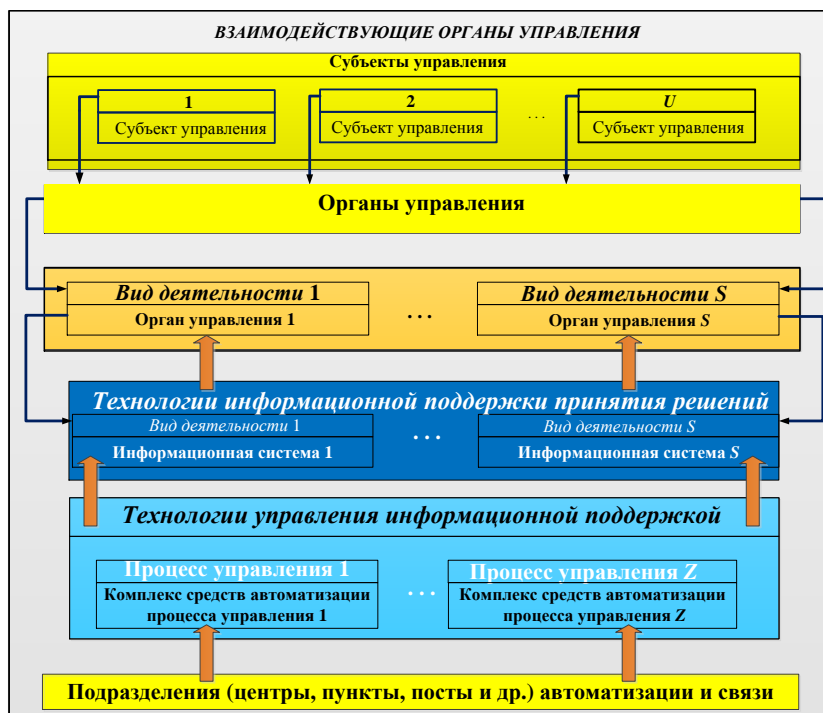 ВЗАИМОДЕЙСТВУЮЩИЕ ОРГАНЫ УПРАВЛЕНИЯ
Субъекты управления
1
Субъект управления
2
Субъект управления
...
U
Субъект управления
Органы управления
Вид деятельности 1
Орган управления 1
...
Вид деятельности S
Орган управления S
Технологии информационной поддержки принятия решений
Вид деятельности 1
Информационная система 1
...
Вид деятельности S
Информационная система S
Технологии управления информационной поддержкой
Процесс управления 1
Комплекс средств автоматизации
процесса управления 1
...
Процесс управления Z
Комплекс средств автоматизации
процесса управления Z
Подразделения (центры, пункты, посты и др.) автоматизации и связи